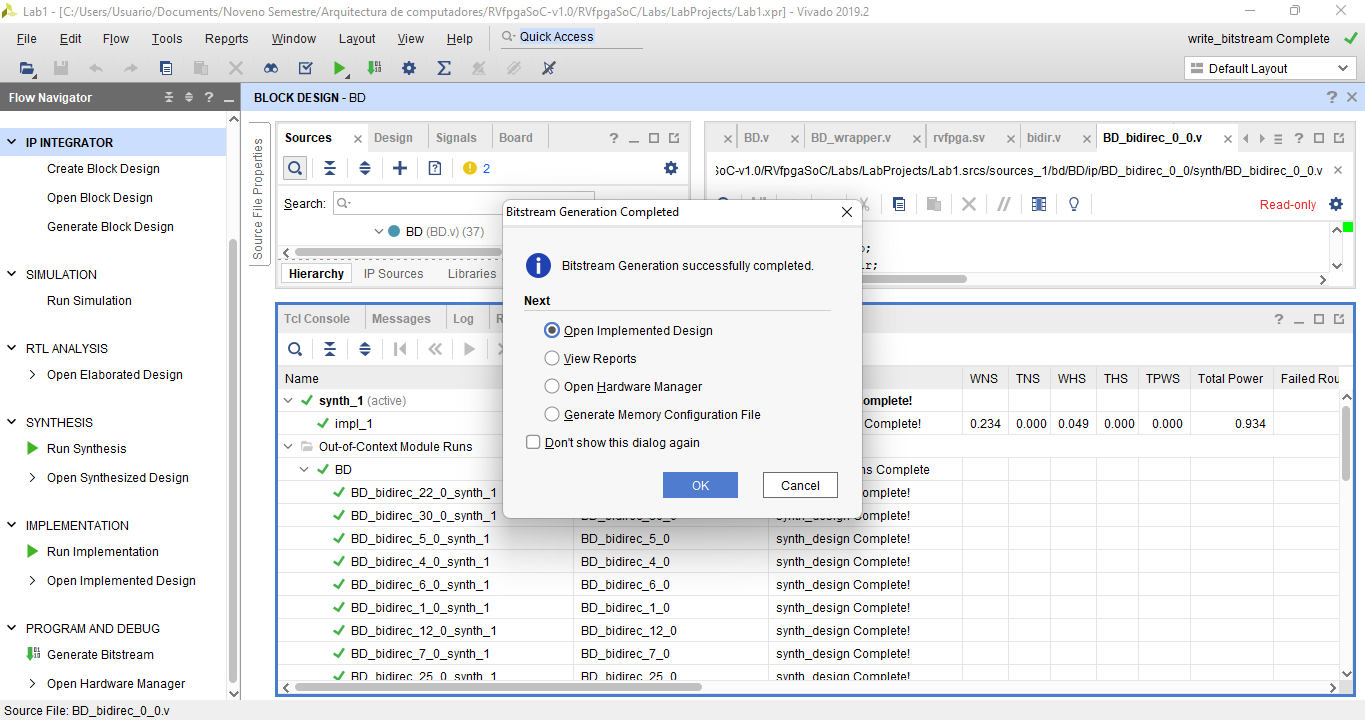 Lab1 - [C:/Users/Usuario/Documents/Noveno Semestre/Arquitectura de computadores/RVfpgaSoC-v1.0/RVfpgaSoC/Labs/LabProjects/Lab1.xpr] - Vivado 2019.2
File Edit Flow Tools Reports Window Layout View Help Quick Access write_bitstream Complete
Default Layout
Flow Navigator
BLOCK DESIGN - BD
IP INTEGRATOR
Create Block Design
Open Block Design
Generate Block Design
SIMULATION
Run Simulation
RTL ANALYSIS
Open Elaborated Design
SYNTHESIS
Run Synthesis
Open Synthesized Design
IMPLEMENTATION
Run Implementation
Open Implemented Design
PROGRAM AND DEBUG
Generate Bitstream
Open Hardware Manager
Source File Properties
Sources Design Signals Board
2
Search:
BD (BD.v) (37)
Hierarchy IP Sources Libraries
BD.v BD_wrapper.v rvfpga.sv bidir.v BD_bidirec_0_0.v
oC-v1.0/RVfpgaSoC/Labs/LabProjects/Lab1.srcs/sources_1/bd/BD/ip/BD_bidirec_0_0/synth/BD_bidirec_0_0.v
Read-only
Bitstream Generation Completed
Bitstream Generation successfully completed.
Next
Open Implemented Design
View Reports
Open Hardware Manager
Generate Memory Configuration File
Don't show this dialog again
OK Cancel
Tcl Console Messages Log
Name WNS TNS WHS THS TPWS Total Power Failed Rou
synth_1 (active) omplete!
impl_1 Complete! 0.234 0.000 0.049 0.000 0.000 0.934
Out-of-Context Module Runs
BD ns Complete
BD_bidirec_22_0_synth_1 omplete!
BD_bidirec_30_0_synth_1 BD_bidirec_30_0 synth_design Complete!
BD_bidirec_5_0_synth_1 BD_bidirec_5_0 synth_design Complete!
BD_bidirec_4_0_synth_1 BD_bidirec_4_0 synth_design Complete!
BD_bidirec_6_0_synth_1 BD_bidirec_6_0 synth_design Complete!
BD_bidirec_1_0_synth_1 BD_bidirec_1_0 synth_design Complete!
BD_bidirec_12_0_synth_1 BD_bidirec_12_0 synth_design Complete!
BD_bidirec_7_0_synth_1 BD_bidirec_7_0 synth_design Complete!
BD_bidirec_25_0_synth_1 BD_bidirec_25_0 synth_design Complete!
Source File: BD_bidirec_0_0.v